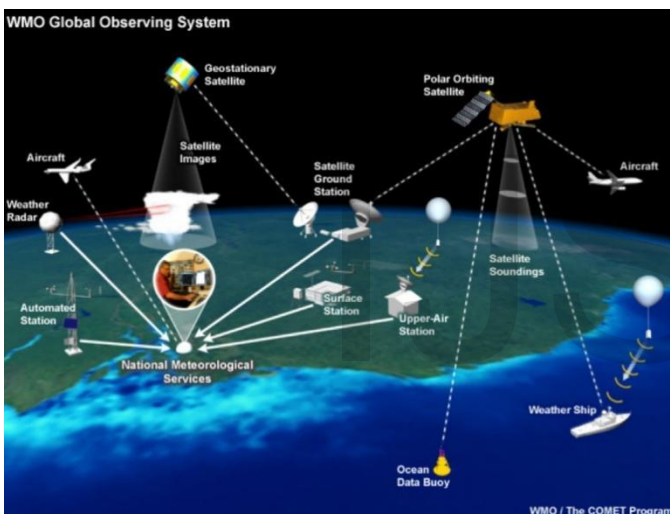 WMO Global Observing System
Geostationary
Satellite
Polar Orbiting
Satellite
Satellite
Images
Aircraft
Satellite
Ground
Station
Aircraft
Weather
Radar
Satellite
Soundings
Automated
Station
Surface
Station
Upper-Air
Station
National Meteorological
Services
Weather Ship
Ocean
Data Buoy
WMO / The COMET Program